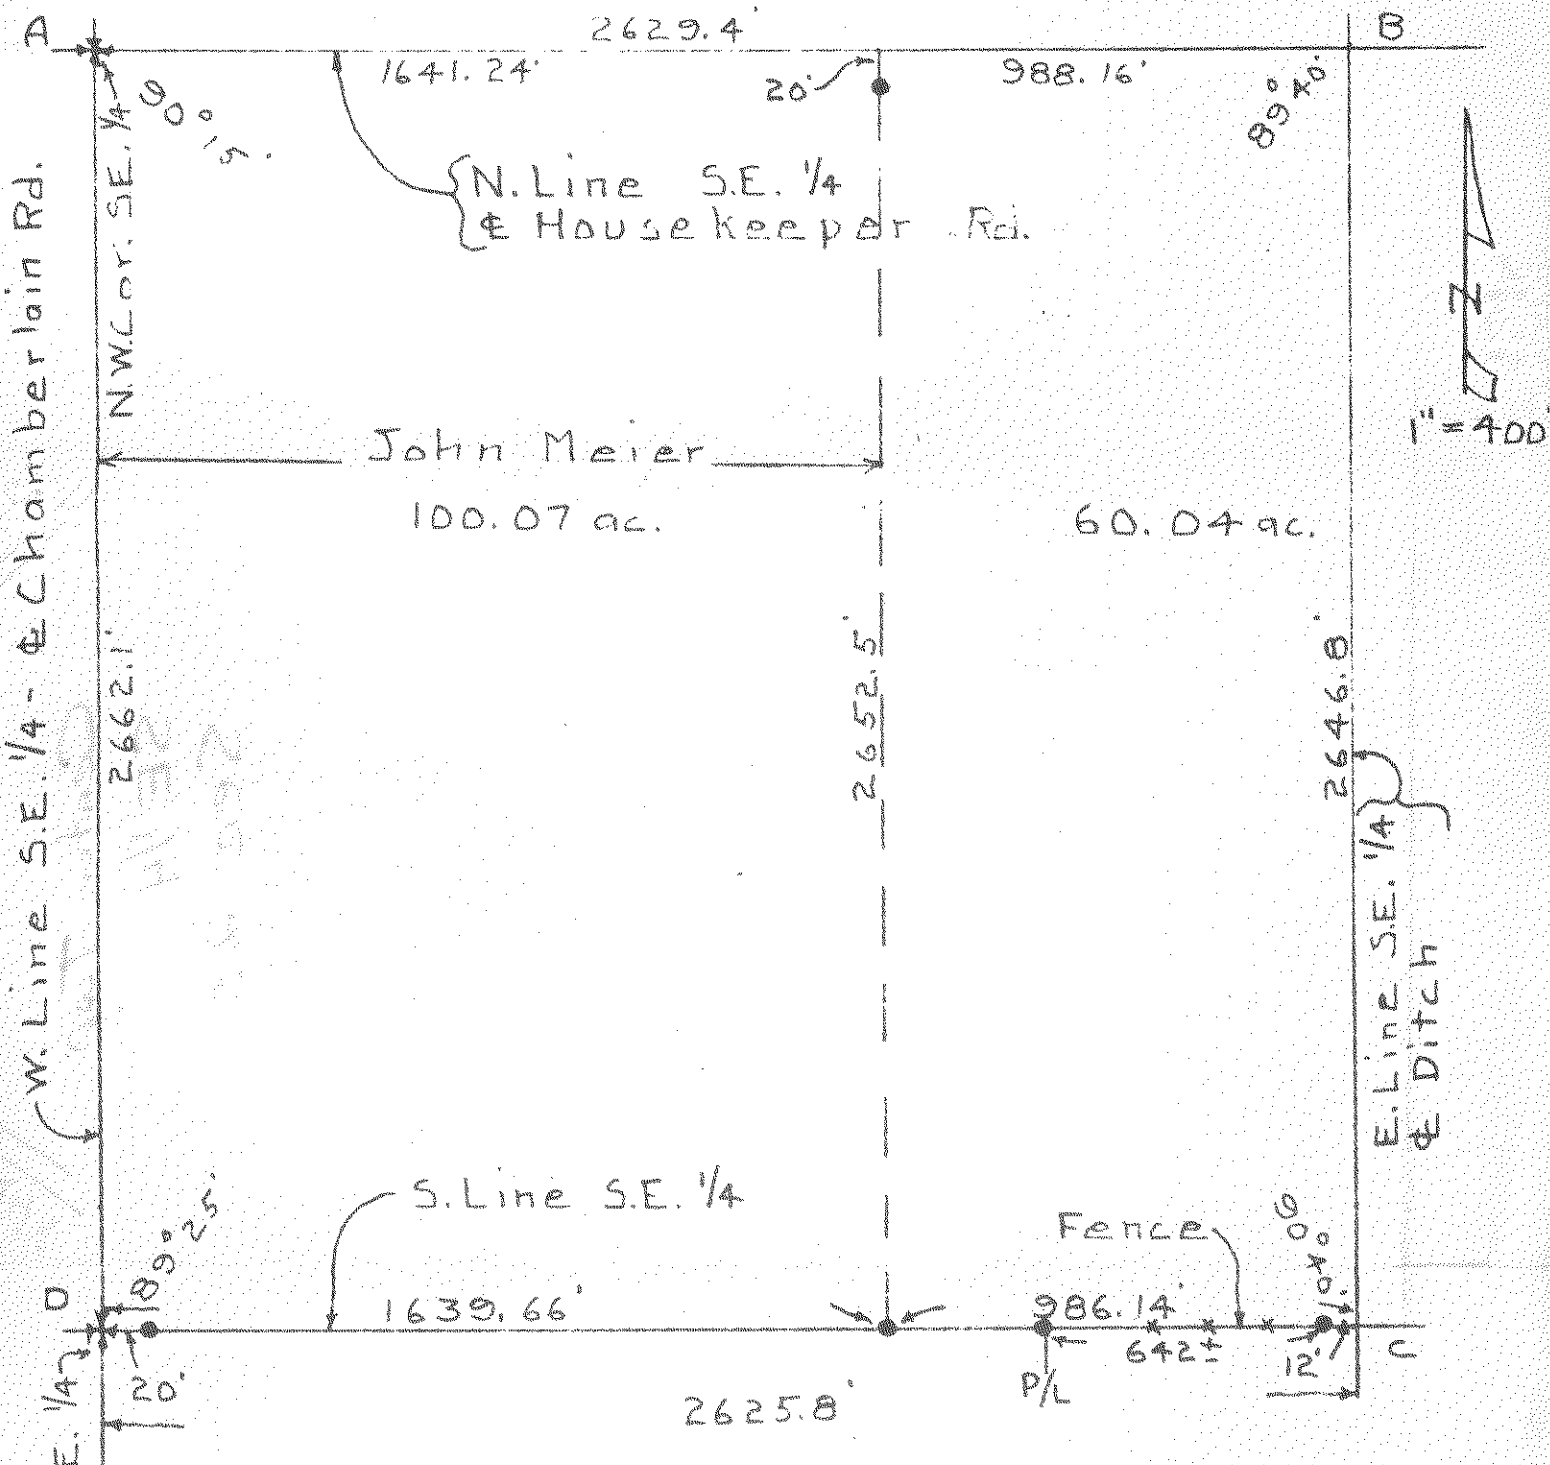 A
2629.4'
B
1641.24'
20'
988.16'
90° 15'
89° 40'
N. Line S.E. 1/4
℄ Housekeeper Rd.
N.W. Cor. S.E. 1/4
W. Line S.E. 1/4 - ℄ Chamberlain Rd.
N
1" = 400'
John Meier
100.07 ac.
60.04 ac.
2662.1'
2652.5'
2646.8'
E. Line S.E. 1/4
℄ Ditch
S. Line S.E. 1/4
Fence
89° 25'
90° 40'
D
1639.66'
986.14'
642±
12'
C
20'
P/L
2625.8'
E. 1/4